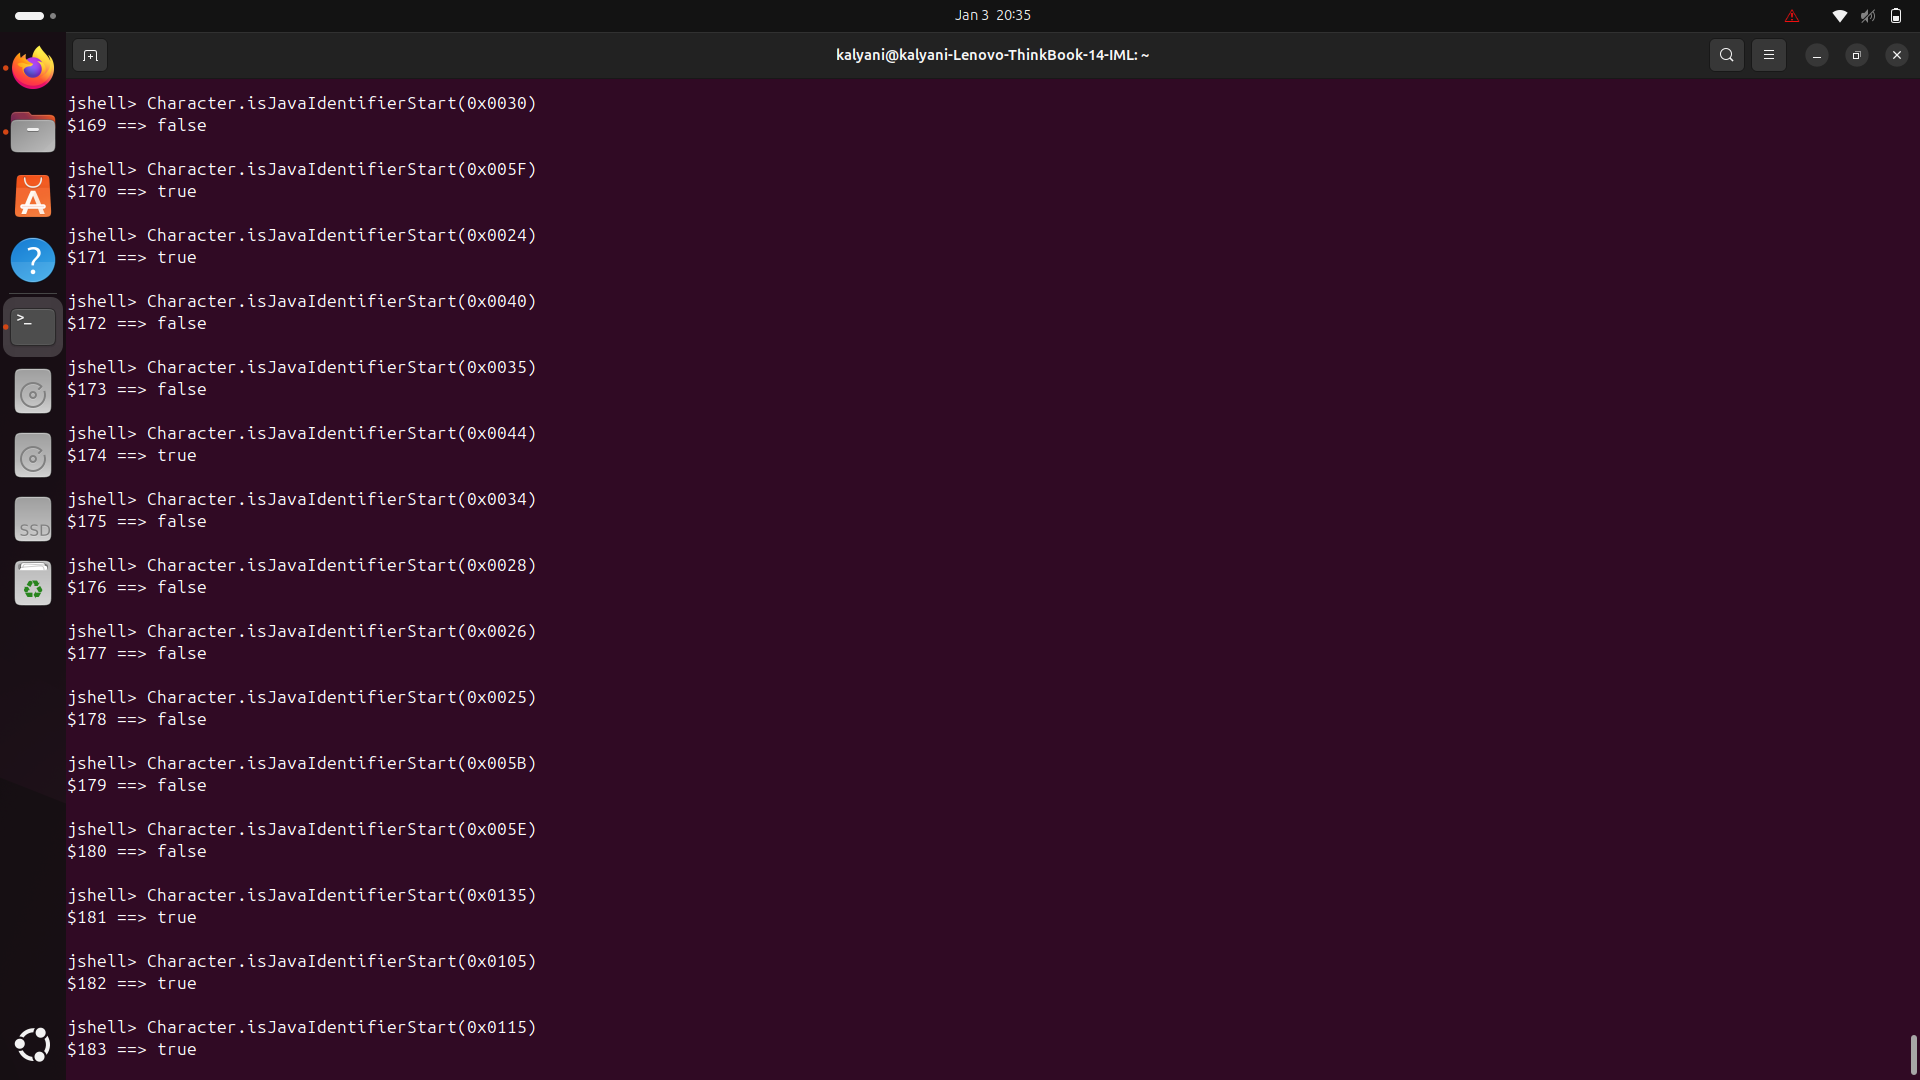 Jan 3 20:35
kalyani@kalyani-Lenovo-ThinkBook-14-IML: ~
jshell> Character.isJavaIdentifierStart(0x0030)
$169 ==> false
jshell> Character.isJavaIdentifierStart(0x005F)
$170 ==> true
jshell> Character.isJavaIdentifierStart(0x0024)
$171 ==> true
jshell> Character.isJavaIdentifierStart(0x0040)
$172 ==> false
jshell> Character.isJavaIdentifierStart(0x0035)
$173 ==> false
jshell> Character.isJavaIdentifierStart(0x0044)
$174 ==> true
jshell> Character.isJavaIdentifierStart(0x0034)
$175 ==> false
jshell> Character.isJavaIdentifierStart(0x0028)
$176 ==> false
jshell> Character.isJavaIdentifierStart(0x0026)
$177 ==> false
jshell> Character.isJavaIdentifierStart(0x0025)
$178 ==> false
jshell> Character.isJavaIdentifierStart(0x005B)
$179 ==> false
jshell> Character.isJavaIdentifierStart(0x005E)
$180 ==> false
jshell> Character.isJavaIdentifierStart(0x0135)
$181 ==> true
jshell> Character.isJavaIdentifierStart(0x0105)
$182 ==> true
jshell> Character.isJavaIdentifierStart(0x0115)
$183 ==> true
SSD